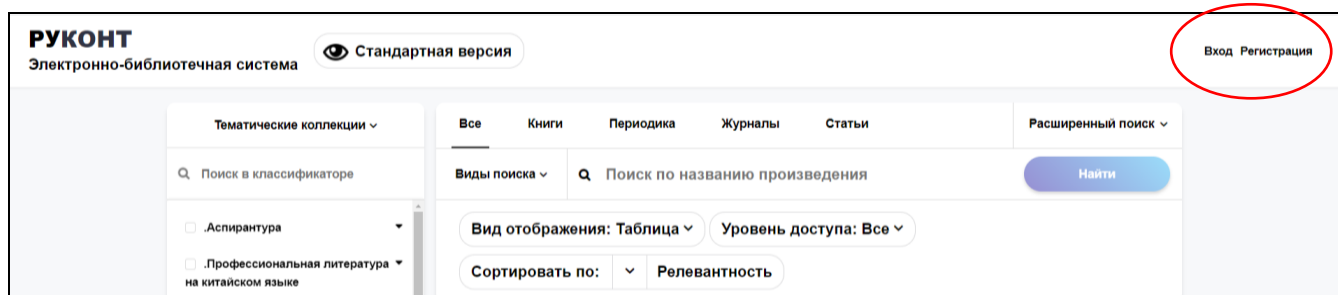 РУКОНТ
Электронно-библиотечная система
Стандартная версия
Вход Регистрация
Тематические коллекции
Все Книги Периодика Журналы Статьи Расширенный поиск
Поиск в классификаторе
Виды поиска Поиск по названию произведения Найти
.Аспирантура
Вид отображения: Таблица Уровень доступа: Все
.Профессиональная литература
на китайском языке
Сортировать по: Релевантность